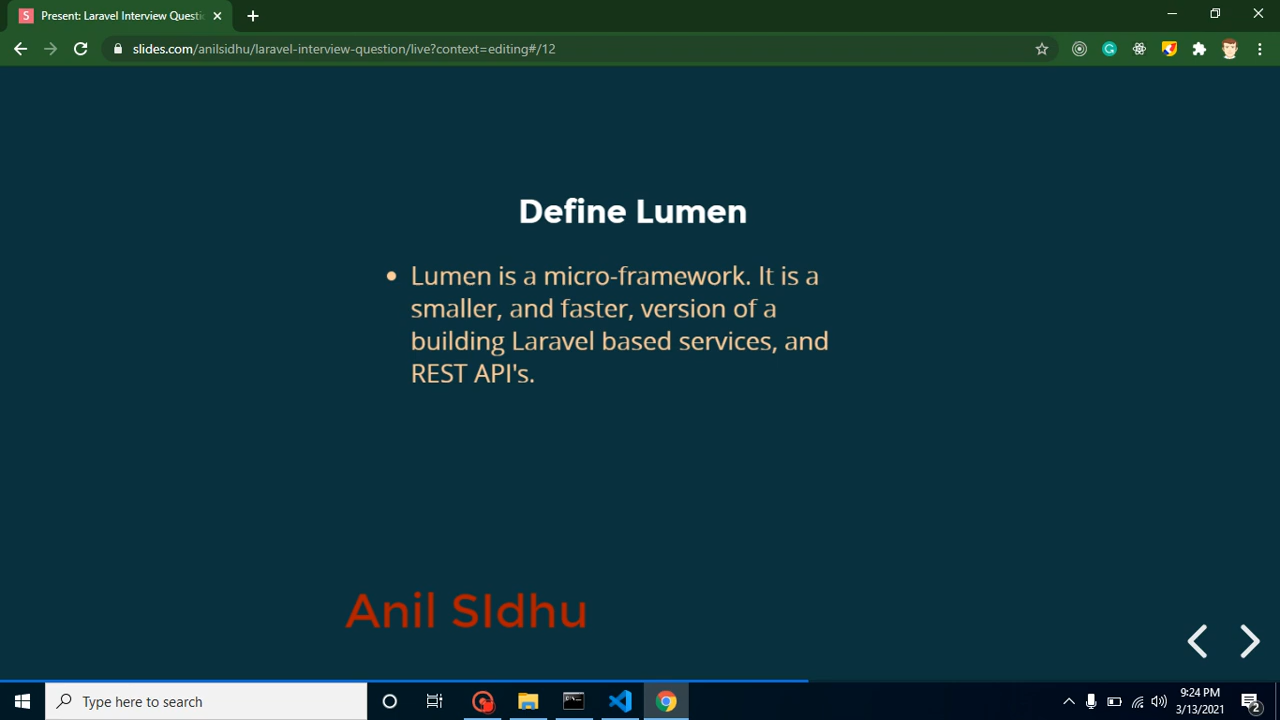 Present: Laravel Interview Questi
slides.com/anilsidhu/laravel-interview-question/live?context=editing#/12
Define Lumen
• Lumen is a micro-framework. It is a
smaller, and faster, version of a
building Laravel based services, and
REST API's.
Anil SIdhu
Type here to search
9:24 PM
3/13/2021
2